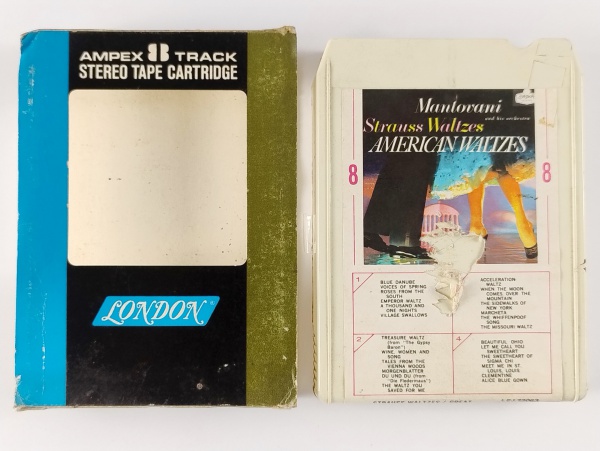 AMPEX 8 TRACK
STEREO TAPE CARTRIDGE
LONDON®
Mantovani
and his orchestra
Strauss Waltzes
AMERICAN WALTZES
8
8
1
BLUE DANUBE
VOICES OF SPRING
ROSES FROM THE
SOUTH
EMPEROR WALTZ
A THOUSAND AND
ONE NIGHTS
VILLAGE SWALLOWS
ACCELERATION
WALTZ
WHEN THE MOON
COMES OVER THE
MOUNTAIN
THE SIDEWALKS OF
NEW YORK
MARCHETA
THE WHIFFENPOOF
SONG
THE MISSOURI WALTZ
2
TREASURE WALTZ
(from "The Gypsy
Baron")
WINE WOMEN AND
SONG
TALES FROM THE
VIENNA WOODS
MORGENBLATTER
DU UND DU (from
"Die Fledermaus")
THE WALTZ YOU
SAVED FOR ME
4
BEAUTIFUL OHIO
LET ME CALL YOU
SWEETHEART
THE SWEETHEART OF
SIGMA CHI
MEET ME IN ST.
LOUIS, LOUIS
CLEMENTINE
ALICE BLUE GOWN
STRAUSS WALTZES / GREAT